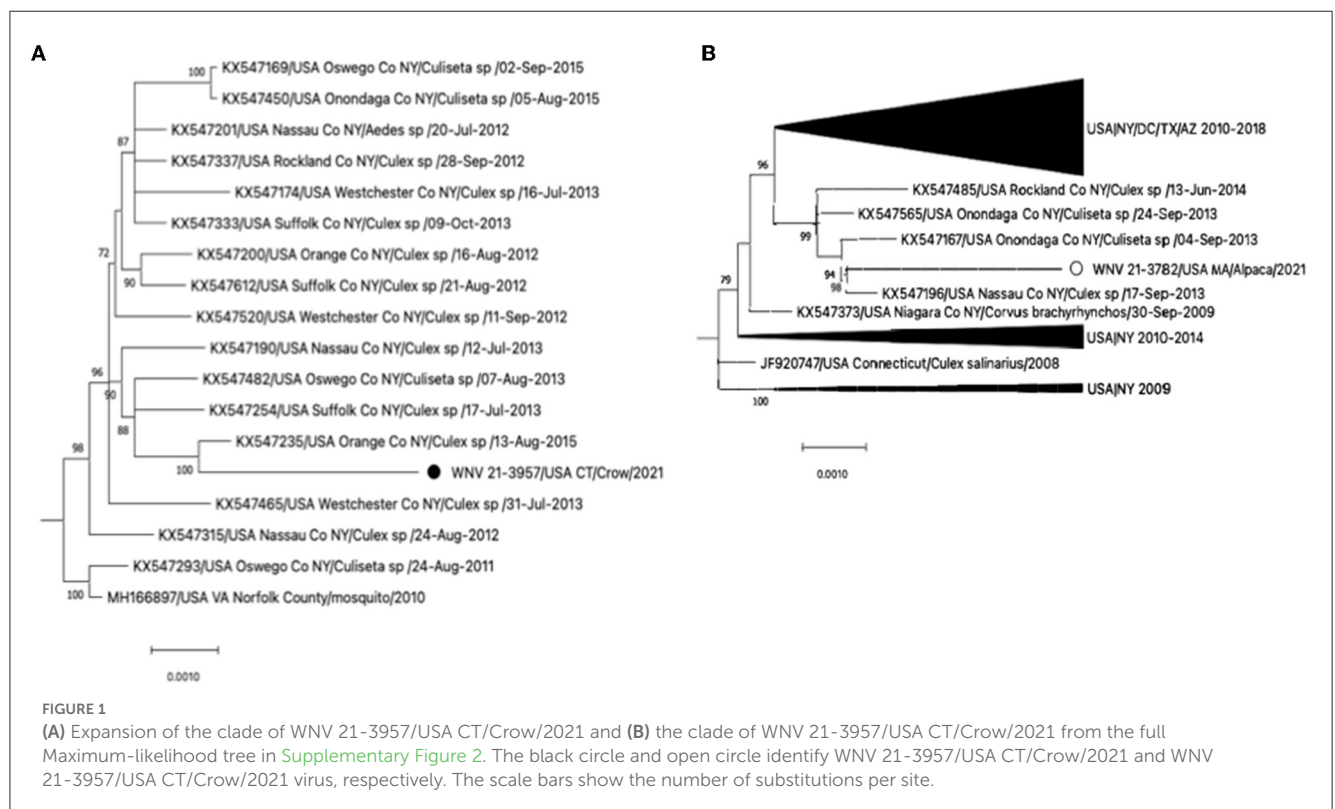 A
100
KX547169/USA Oswego Co NY/Culiseta sp /02-Sep-2015
KX547450/USA Onondaga Co NY/Culiseta sp /05-Aug-2015
87
KX547201/USA Nassau Co NY/Aedes sp /20-Jul-2012
KX547337/USA Rockland Co NY/Culex sp /28-Sep-2012
KX547174/USA Westchester Co NY/Culex sp /16-Jul-2013
KX547333/USA Suffolk Co NY/Culex sp /09-Oct-2013
72
KX547200/USA Orange Co NY/Culex sp /16-Aug-2012
90
KX547612/USA Suffolk Co NY/Culex sp /21-Aug-2012
KX547520/USA Westchester Co NY/Culex sp /11-Sep-2012
KX547190/USA Nassau Co NY/Culex sp /12-Jul-2013
96
90
KX547482/USA Oswego Co NY/Culiseta sp /07-Aug-2013
KX547254/USA Suffolk Co NY/Culex sp /17-Jul-2013
88
KX547235/USA Orange Co NY/Culex sp /13-Aug-2015
98
100
WNV 21-3957/USA CT/Crow/2021
KX547465/USA Westchester Co NY/Culex sp /31-Jul-2013
KX547315/USA Nassau Co NY/Culex sp /24-Aug-2012
KX547293/USA Oswego Co NY/Culiseta sp /24-Aug-2011
100
MH166897/USA VA Norfolk County/mosquito/2010
0.0010
B
USA|NY/DC/TX/AZ 2010-2018
96
KX547485/USA Rockland Co NY/Culex sp /13-Jun-2014
KX547565/USA Onondaga Co NY/Culiseta sp /24-Sep-2013
99
KX547167/USA Onondaga Co NY/Culiseta sp /04-Sep-2013
94
WNV 21-3782/USA MA/Alpaca/2021
79
98
KX547196/USA Nassau Co NY/Culex sp /17-Sep-2013
KX547373/USA Niagara Co NY/Corvus brachyrhynchos/30-Sep-2009
USA|NY 2010-2014
JF920747/USA Connecticut/Culex salinarius/2008
USA|NY 2009
100
0.0010
FIGURE 1
(A) Expansion of the clade of WNV 21-3957/USA CT/Crow/2021 and (B) the clade of WNV 21-3957/USA CT/Crow/2021 from the full
Maximum-likelihood tree in Supplementary Figure 2. The black circle and open circle identify WNV 21-3957/USA CT/Crow/2021 and WNV
21-3957/USA CT/Crow/2021 virus, respectively. The scale bars show the number of substitutions per site.